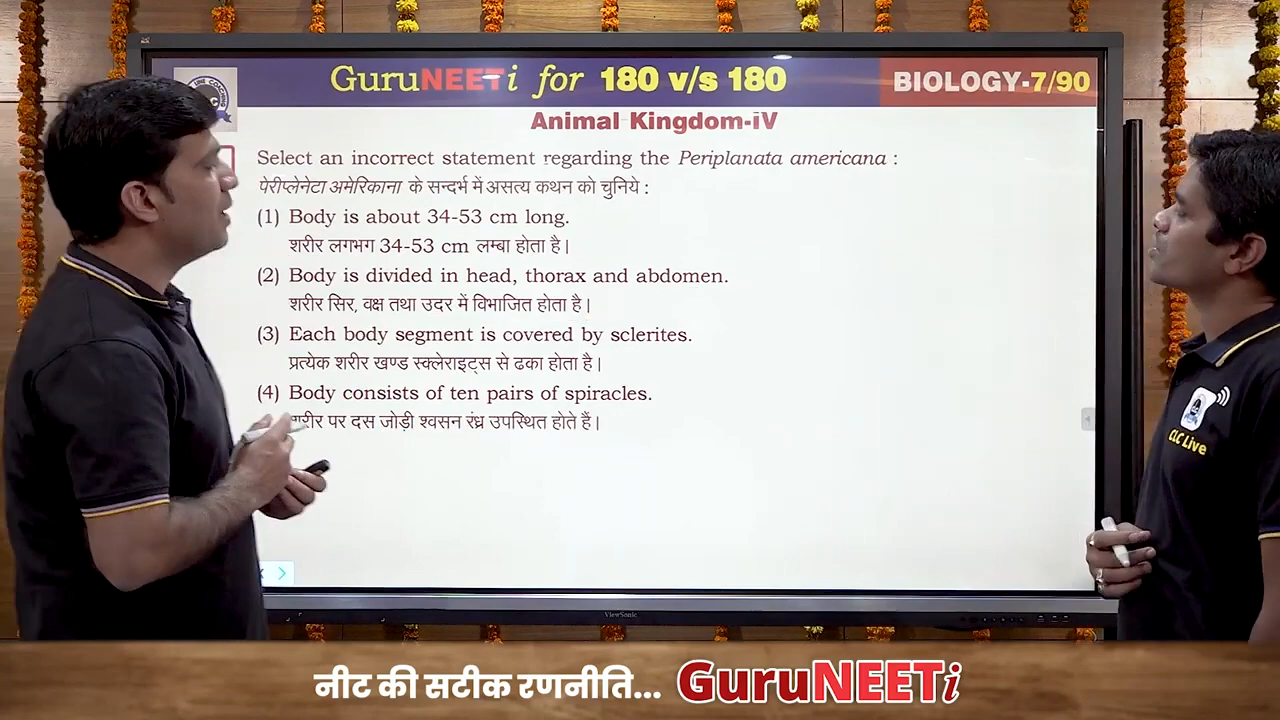 GuruNEETi for 180 v/s 180
BIOLOGY-7/90
Animal Kingdom-iV
Select an incorrect statement regarding the Periplanata americana :
पेरीप्लेनेटा अमेरिकाना के सन्दर्भ में असत्य कथन को चुनिये :
(1) Body is about 34-53 cm long.
शरीर लगभग 34-53 cm लम्बा होता है।
(2) Body is divided in head, thorax and abdomen.
शरीर सिर, वक्ष तथा उदर में विभाजित होता है।
(3) Each body segment is covered by sclerites.
प्रत्येक शरीर खण्ड स्क्लेराइट्स से ढका होता है।
(4) Body consists of ten pairs of spiracles.
शरीर पर दस जोड़ी श्वसन रंध्र उपस्थित होते हैं।
CLC Live
ViewSonic
नीट की सटीक रणनीति... GuruNEETi